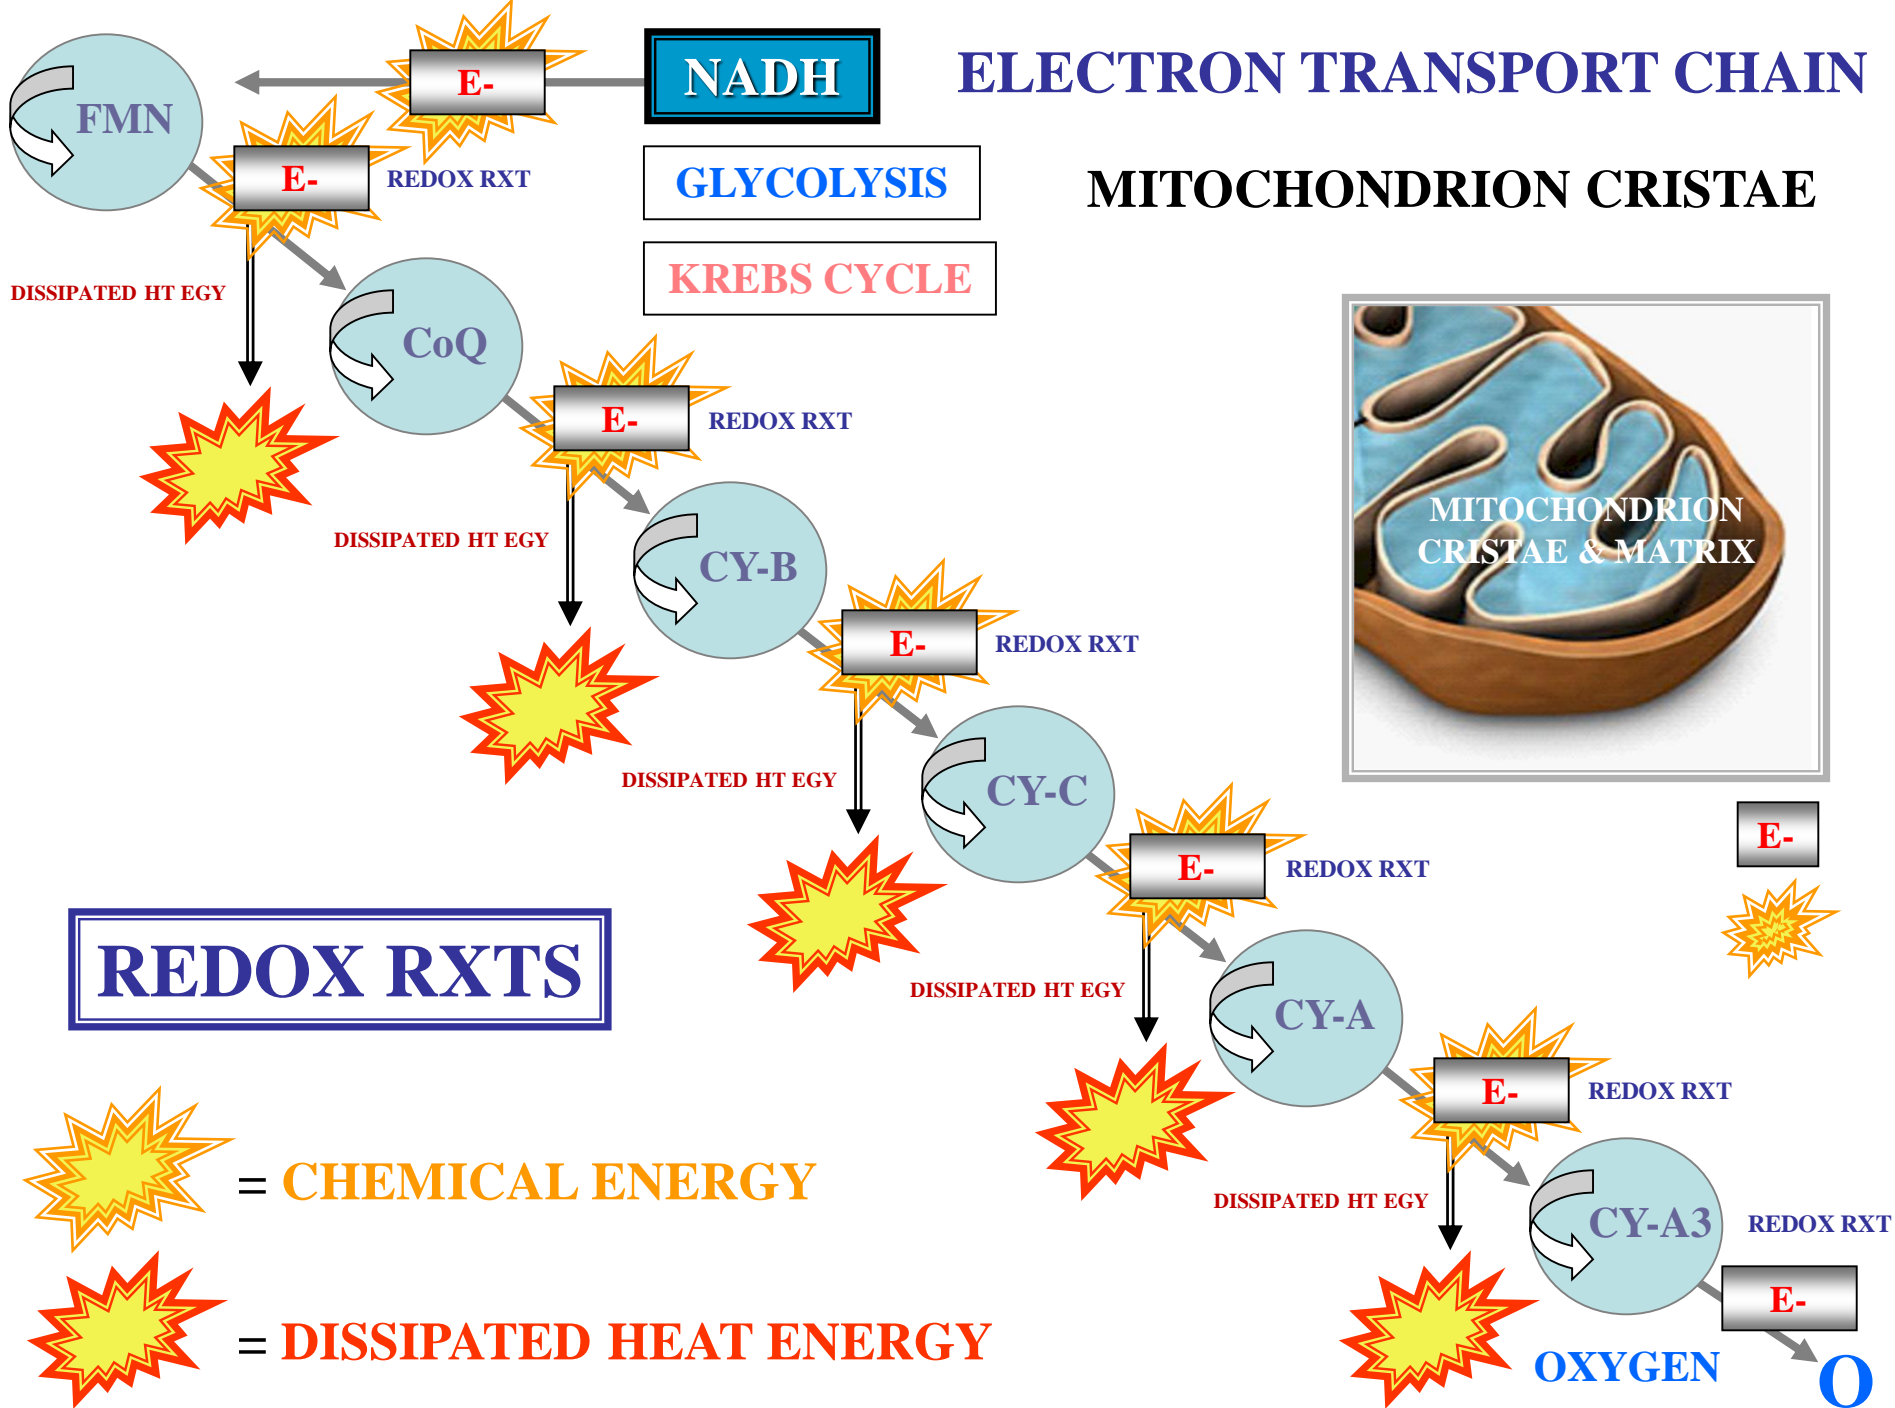 E-
NADH
ELECTRON TRANSPORT CHAIN
FMN
E-
REDOX RXT
GLYCOLYSIS
MITOCHONDRION CRISTAE
KREBS CYCLE
DISSIPATED HT EGY
CoQ
E-
REDOX RXT
MITOCHONDRION
CRISTAE & MATRIX
DISSIPATED HT EGY
CY-B
E-
REDOX RXT
DISSIPATED HT EGY
CY-C
E-
E-
REDOX RXT
REDOX RXTS
DISSIPATED HT EGY
CY-A
E-
REDOX RXT
= CHEMICAL ENERGY
DISSIPATED HT EGY
CY-A3
REDOX RXT
E-
= DISSIPATED HEAT ENERGY
OXYGEN
O